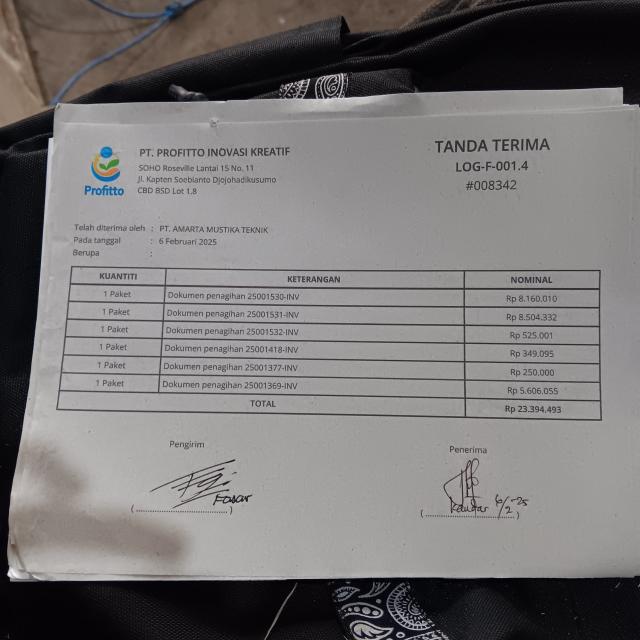 Profitto
PT. PROFITTO INOVASI KREATIF
SOHO Roseville Lantai 15 No. 11
Jl. Kapten Soebianto Djojohadikusumo
CBD BSD Lot 1,8
TANDA TERIMA
LOG-F-001.4
#008342
Telah diterima oleh : PT. AMARTA MUSTIKA TEKNIK
Pada tanggal : 6 Februari 2025
Berupa :
KUANTITI KETERANGAN NOMINAL
1 Paket Dokumen penagihan 25001530-INV Rp 8.160.010
1 Paket Dokumen penagihan 25001531-INV Rp 8.504.332
1 Paket Dokumen penagihan 25001532-INV Rp 525.001
1 Paket Dokumen penagihan 25001418-INV Rp 349.095
1 Paket Dokumen penagihan 25001377-INV Rp 250.000
1 Paket Dokumen penagihan 25001369-INV Rp 5.606.055
TOTAL Rp 23.394.493
Pengirim
Penerima
6/2-25